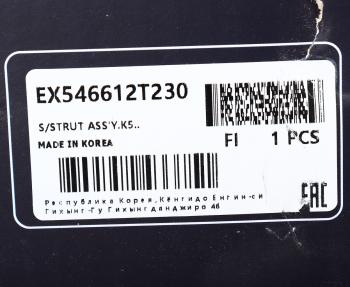 EX546612T230
S/STRUT ASS'Y.K5..
FI 1 PCS
MADE IN KOREA
Республика Корея,Кёнгидо Енгин-си
Гихынг-Гу Гихынгданджиро 46
EAC